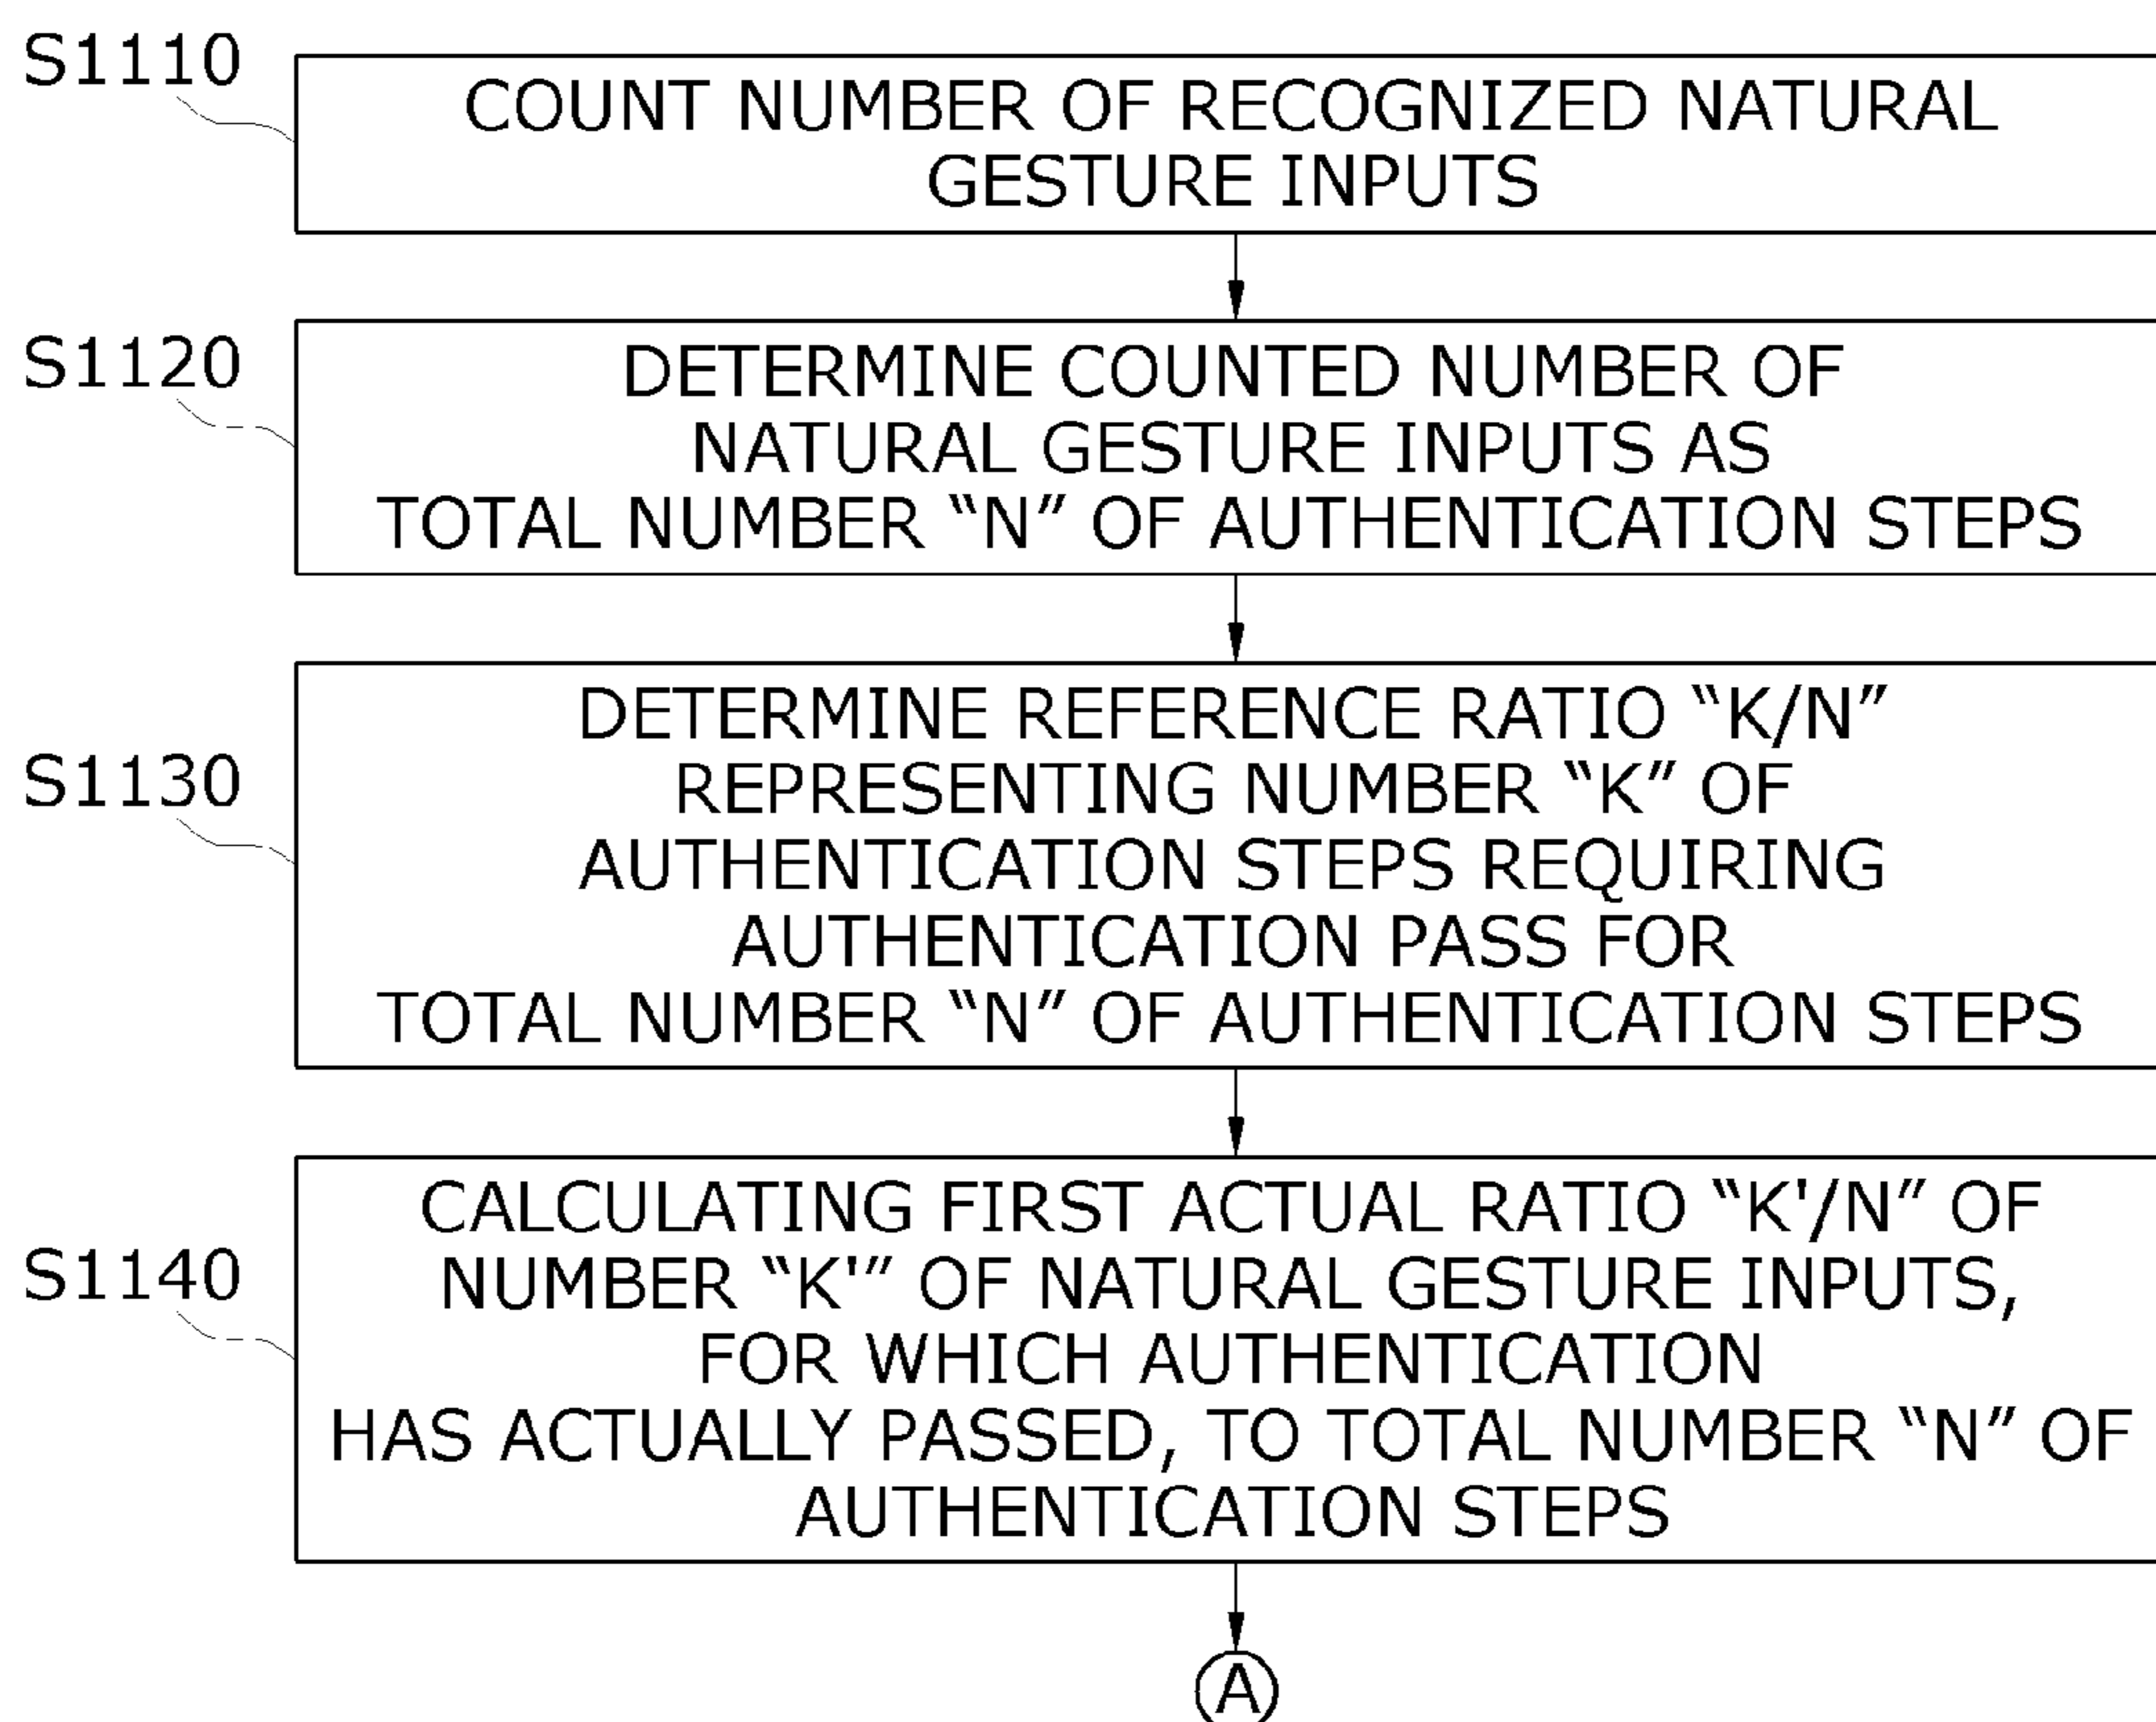 S1110
COUNT NUMBER OF RECOGNIZED NATURAL
GESTURE INPUTS
S1120
DETERMINE COUNTED NUMBER OF
NATURAL GESTURE INPUTS AS
TOTAL NUMBER “N” OF AUTHENTICATION STEPS
S1130
DETERMINE REFERENCE RATIO “K/N”
REPRESENTING NUMBER “K” OF
AUTHENTICATION STEPS REQUIRING
AUTHENTICATION PASS FOR
TOTAL NUMBER “N” OF AUTHENTICATION STEPS
S1140
CALCULATING FIRST ACTUAL RATIO “K'/N” OF
NUMBER “K'” OF NATURAL GESTURE INPUTS,
FOR WHICH AUTHENTICATION
HAS ACTUALLY PASSED, TO TOTAL NUMBER “N” OF
AUTHENTICATION STEPS
A